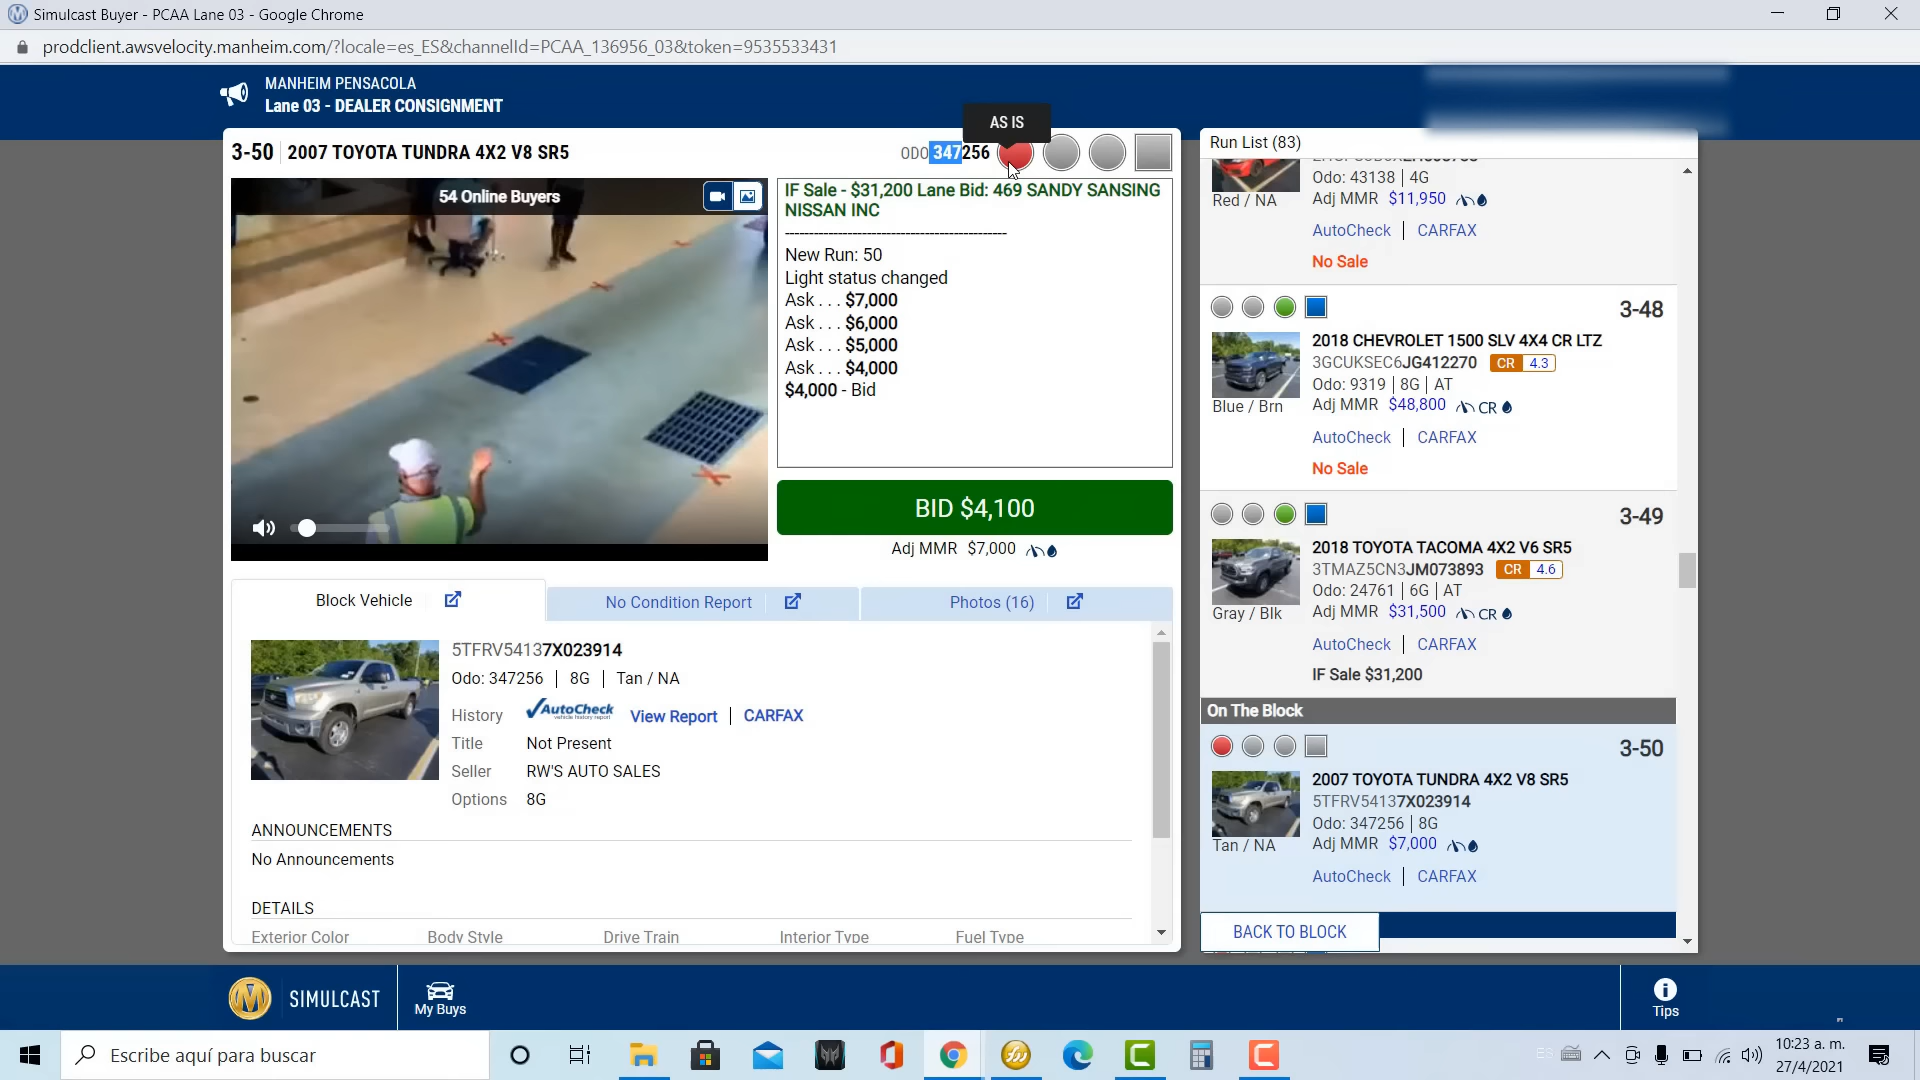 Simulcast Buyer - PCAA Lane 03 - Google Chrome
prodclient.awsvelocity.manheim.com/?locale=es_ES&channelId=PCAA_136956_03&token=9535533431
MANHEIM PENSACOLA
Lane 03 - DEALER CONSIGNMENT
AS IS
3-50 2007 TOYOTA TUNDRA 4X2 V8 SR5
ODO 347256
54 Online Buyers
IF Sale - $31,200 Lane Bid: 469 SANDY SANSING
NISSAN INC
---------------------------------------------
New Run: 50
Light status changed
Ask . . . $7,000
Ask . . . $6,000
Ask . . . $5,000
Ask . . . $4,000
$4,000 - Bid
BID $4,100
Adj MMR $7,000
Block Vehicle
No Condition Report
Photos (16)
5TFRV54137X023914
Odo: 347256 | 8G | Tan / NA
History AutoCheck vehicle history report View Report | CARFAX
Title Not Present
Seller RW'S AUTO SALES
Options 8G
ANNOUNCEMENTS
No Announcements
DETAILS
Exterior Color Body Style Drive Train Interior Type Fuel Type
Run List (83)
Odo: 43138 | 4G
Red / NA
Adj MMR $11,950
AutoCheck | CARFAX
No Sale
3-48
2018 CHEVROLET 1500 SLV 4X4 CR LTZ
3GCUKSEC6JG412270 CR 4.3
Odo: 9319 | 8G | AT
Blue / Brn
Adj MMR $48,800 CR
AutoCheck | CARFAX
No Sale
3-49
2018 TOYOTA TACOMA 4X2 V6 SR5
3TMAZ5CN3JM073893 CR 4.6
Odo: 24761 | 6G | AT
Gray / Blk
Adj MMR $31,500 CR
AutoCheck | CARFAX
IF Sale $31,200
On The Block
3-50
2007 TOYOTA TUNDRA 4X2 V8 SR5
5TFRV54137X023914
Odo: 347256 | 8G
Tan / NA
Adj MMR $7,000
AutoCheck | CARFAX
BACK TO BLOCK
SIMULCAST
My Buys
Tips
Escribe aquí para buscar
10:23 a. m.
27/4/2021